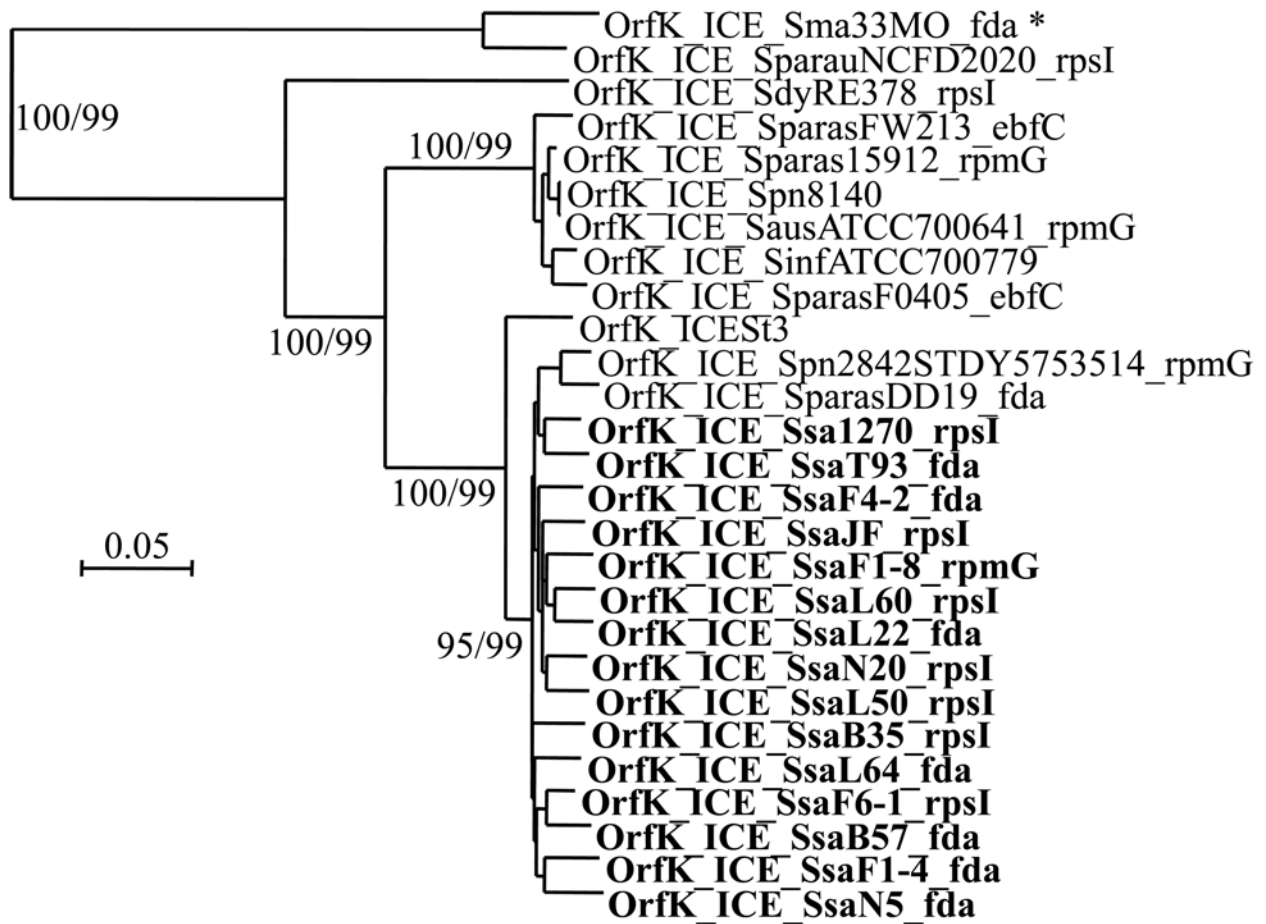 OrfK_ICE_Sma33MO_fda *
OrfK_ICE_SparauNCFD2020_rpsI
OrfK_ICE_SdyRE378_rpsI
100/99
OrfK_ICE_SparasFW213_ebfC
100/99
OrfK_ICE_Sparas15912_rpmG
OrfK_ICE_Spn8140
OrfK_ICE_SausATCC700641_rpmG
OrfK_ICE_SinfATCC700779
OrfK_ICE_SparasF0405_ebfC
OrfK_ICESt3
100/99
OrfK_ICE_Spn2842STDY5753514_rpmG
OrfK_ICE_SparasDD19_fda
OrfK_ICE_Ssa1270_rpsI
OrfK_ICE_SsaT93_fda
100/99
OrfK_ICE_SsaF4-2_fda
OrfK_ICE_SsaJF_rpsI
0.05
OrfK_ICE_SsaF1-8_rpmG
OrfK_ICE_SsaL60_rpsI
OrfK_ICE_SsaL22_fda
95/99
OrfK_ICE_SsaN20_rpsI
OrfK_ICE_SsaL50_rpsI
OrfK_ICE_SsaB35_rpsI
OrfK_ICE_SsaL64_fda
OrfK_ICE_SsaF6-1_rpsI
OrfK_ICE_SsaB57_fda
OrfK_ICE_SsaF1-4_fda
OrfK_ICE_SsaN5_fda